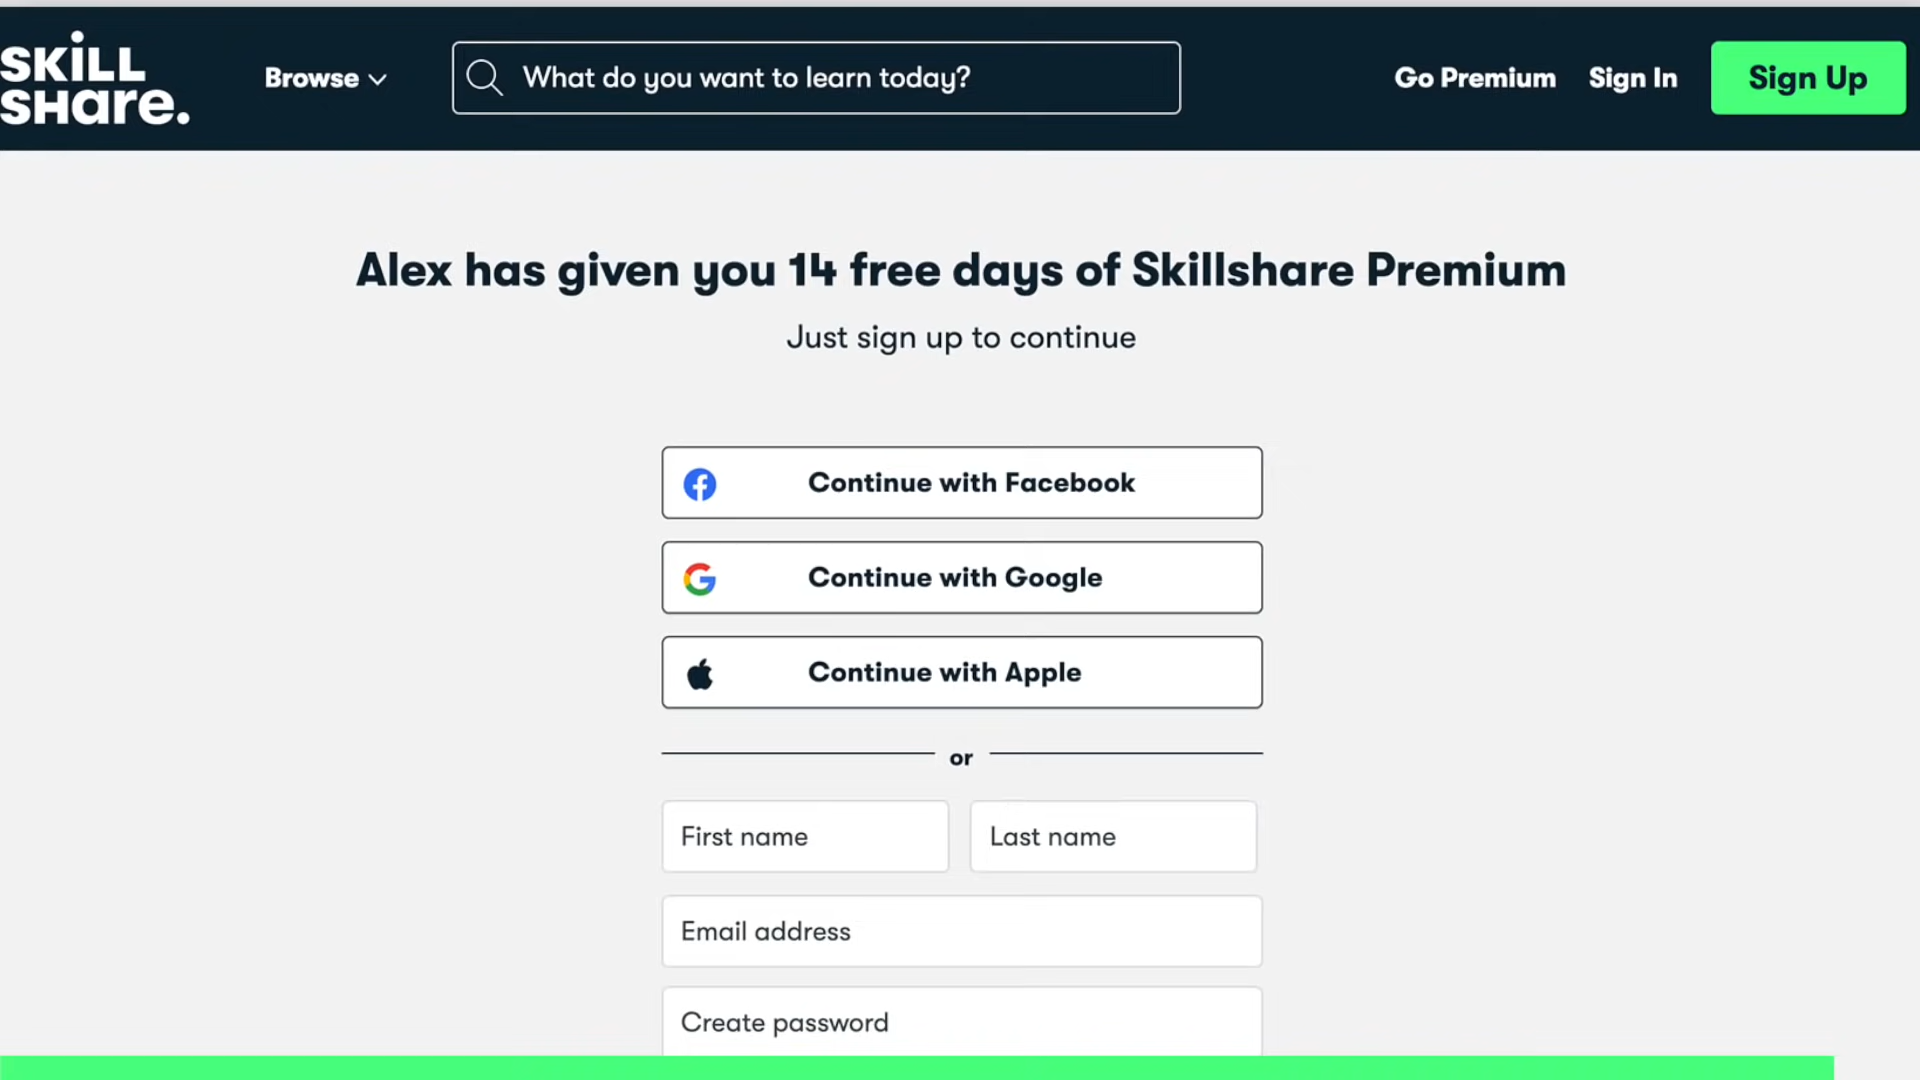 SKILL
SHare.
Browse
What do you want to learn today?
Go Premium
Sign In
Sign Up
Alex has given you 14 free days of Skillshare Premium
Just sign up to continue
Continue with Facebook
Continue with Google
Continue with Apple
or
First name
Last name
Email address
Create password